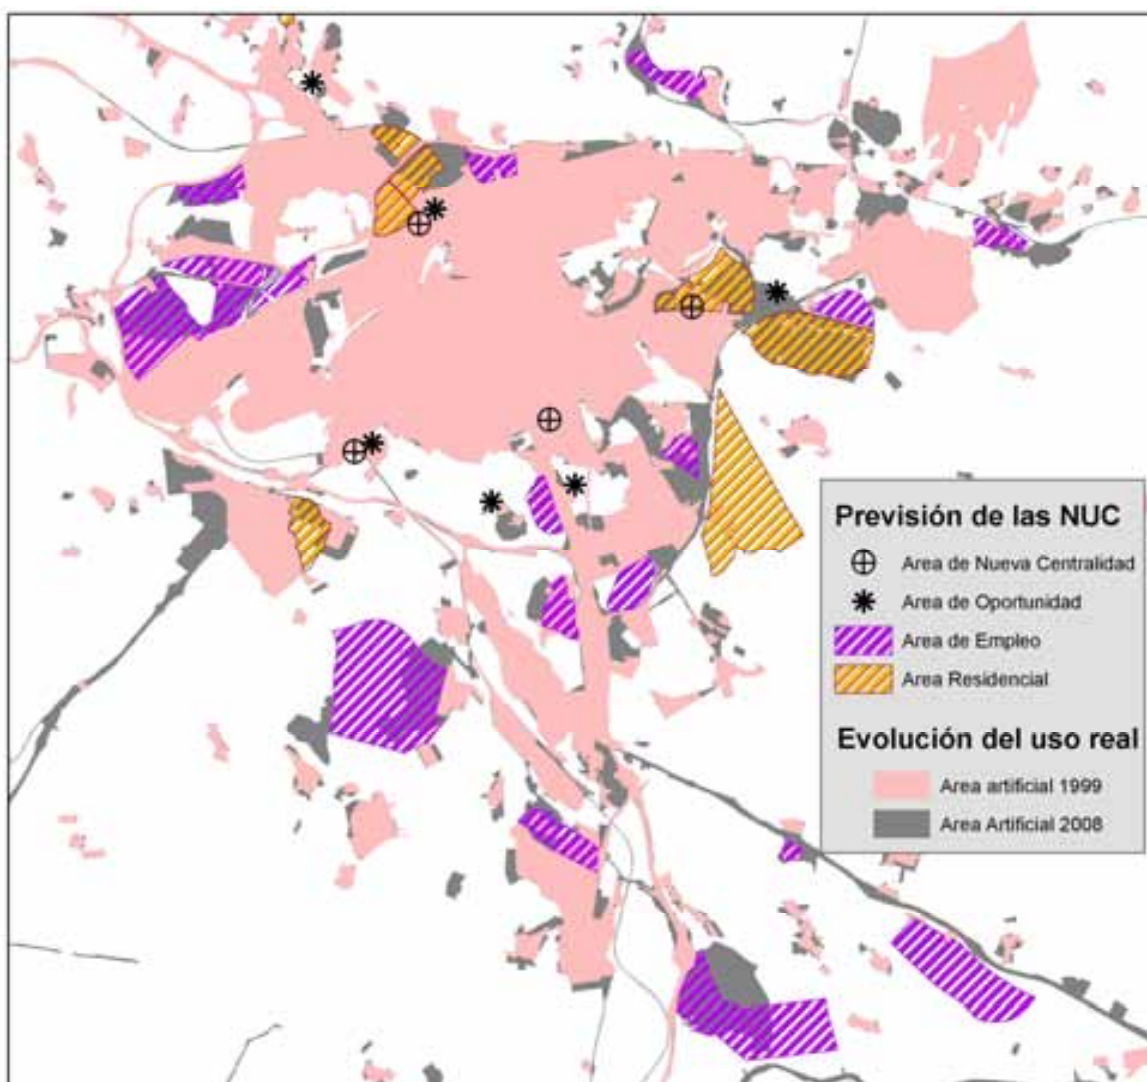 Previsión de las NUC
Area de Nueva Centralidad
Area de Oportunidad
Area de Empleo
Area Residencial
Evolución del uso real
Area artificial 1999
Area Artificial 2008